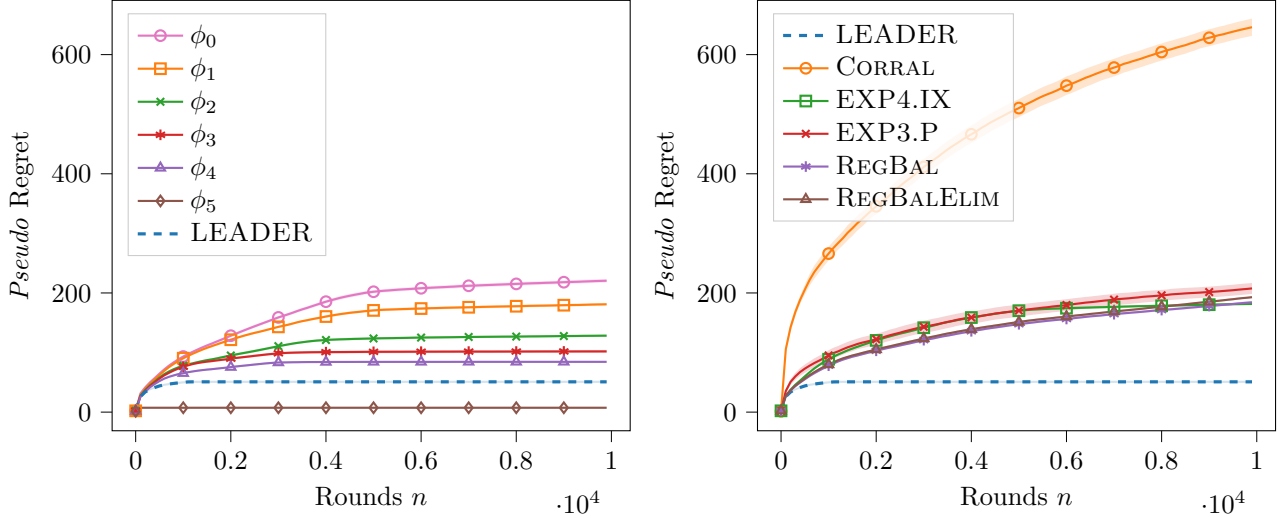 600
400
200
0
Pseudo Regret
ϕ0
ϕ1
ϕ2
ϕ3
ϕ4
ϕ5
LEADER
0 0.2 0.4 0.6 0.8 1
Rounds n
·10^4
600
400
200
0
Pseudo Regret
LEADER
CORRAL
EXP4.IX
EXP3.P
REGBAL
REGBALELIM
0 0.2 0.4 0.6 0.8 1
Rounds n
·10^4